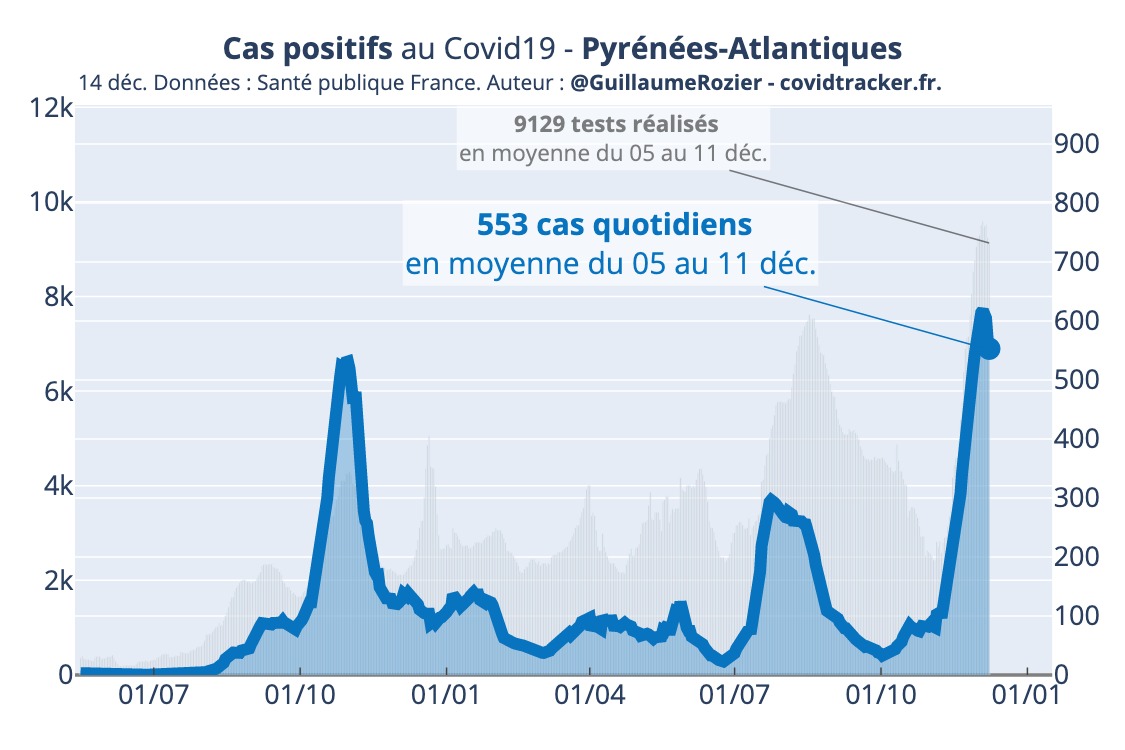 Cas positifs au Covid19 - Pyrénées-Atlantiques
14 déc. Données : Santé publique France. Auteur : @GuillaumeRozier - covidtracker.fr.
12k
9129 tests réalisés
900
en moyenne du 05 au 11 déc.
10k
800
553 cas quotidiens
en moyenne du 05 au 11 déc.
700
8k
600
6k
500
400
4k
300
200
2k
100
0
0
01/07 01/10 01/01 01/04 01/07 01/10 01/01